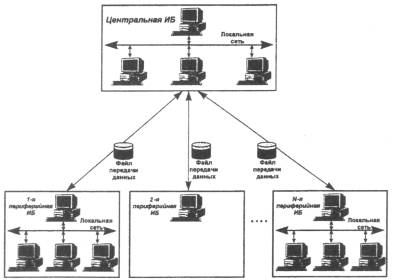 Центральная ИБ
Локальная
сеть
Файл
передачи
данных
Файл
передачи
данных
Файл
передачи
данных
1-я
периферийная
ИБ
Локальная
сеть
2-я
периферийная
ИБ
....
N-я
периферийная
ИБ
Локальная
сеть